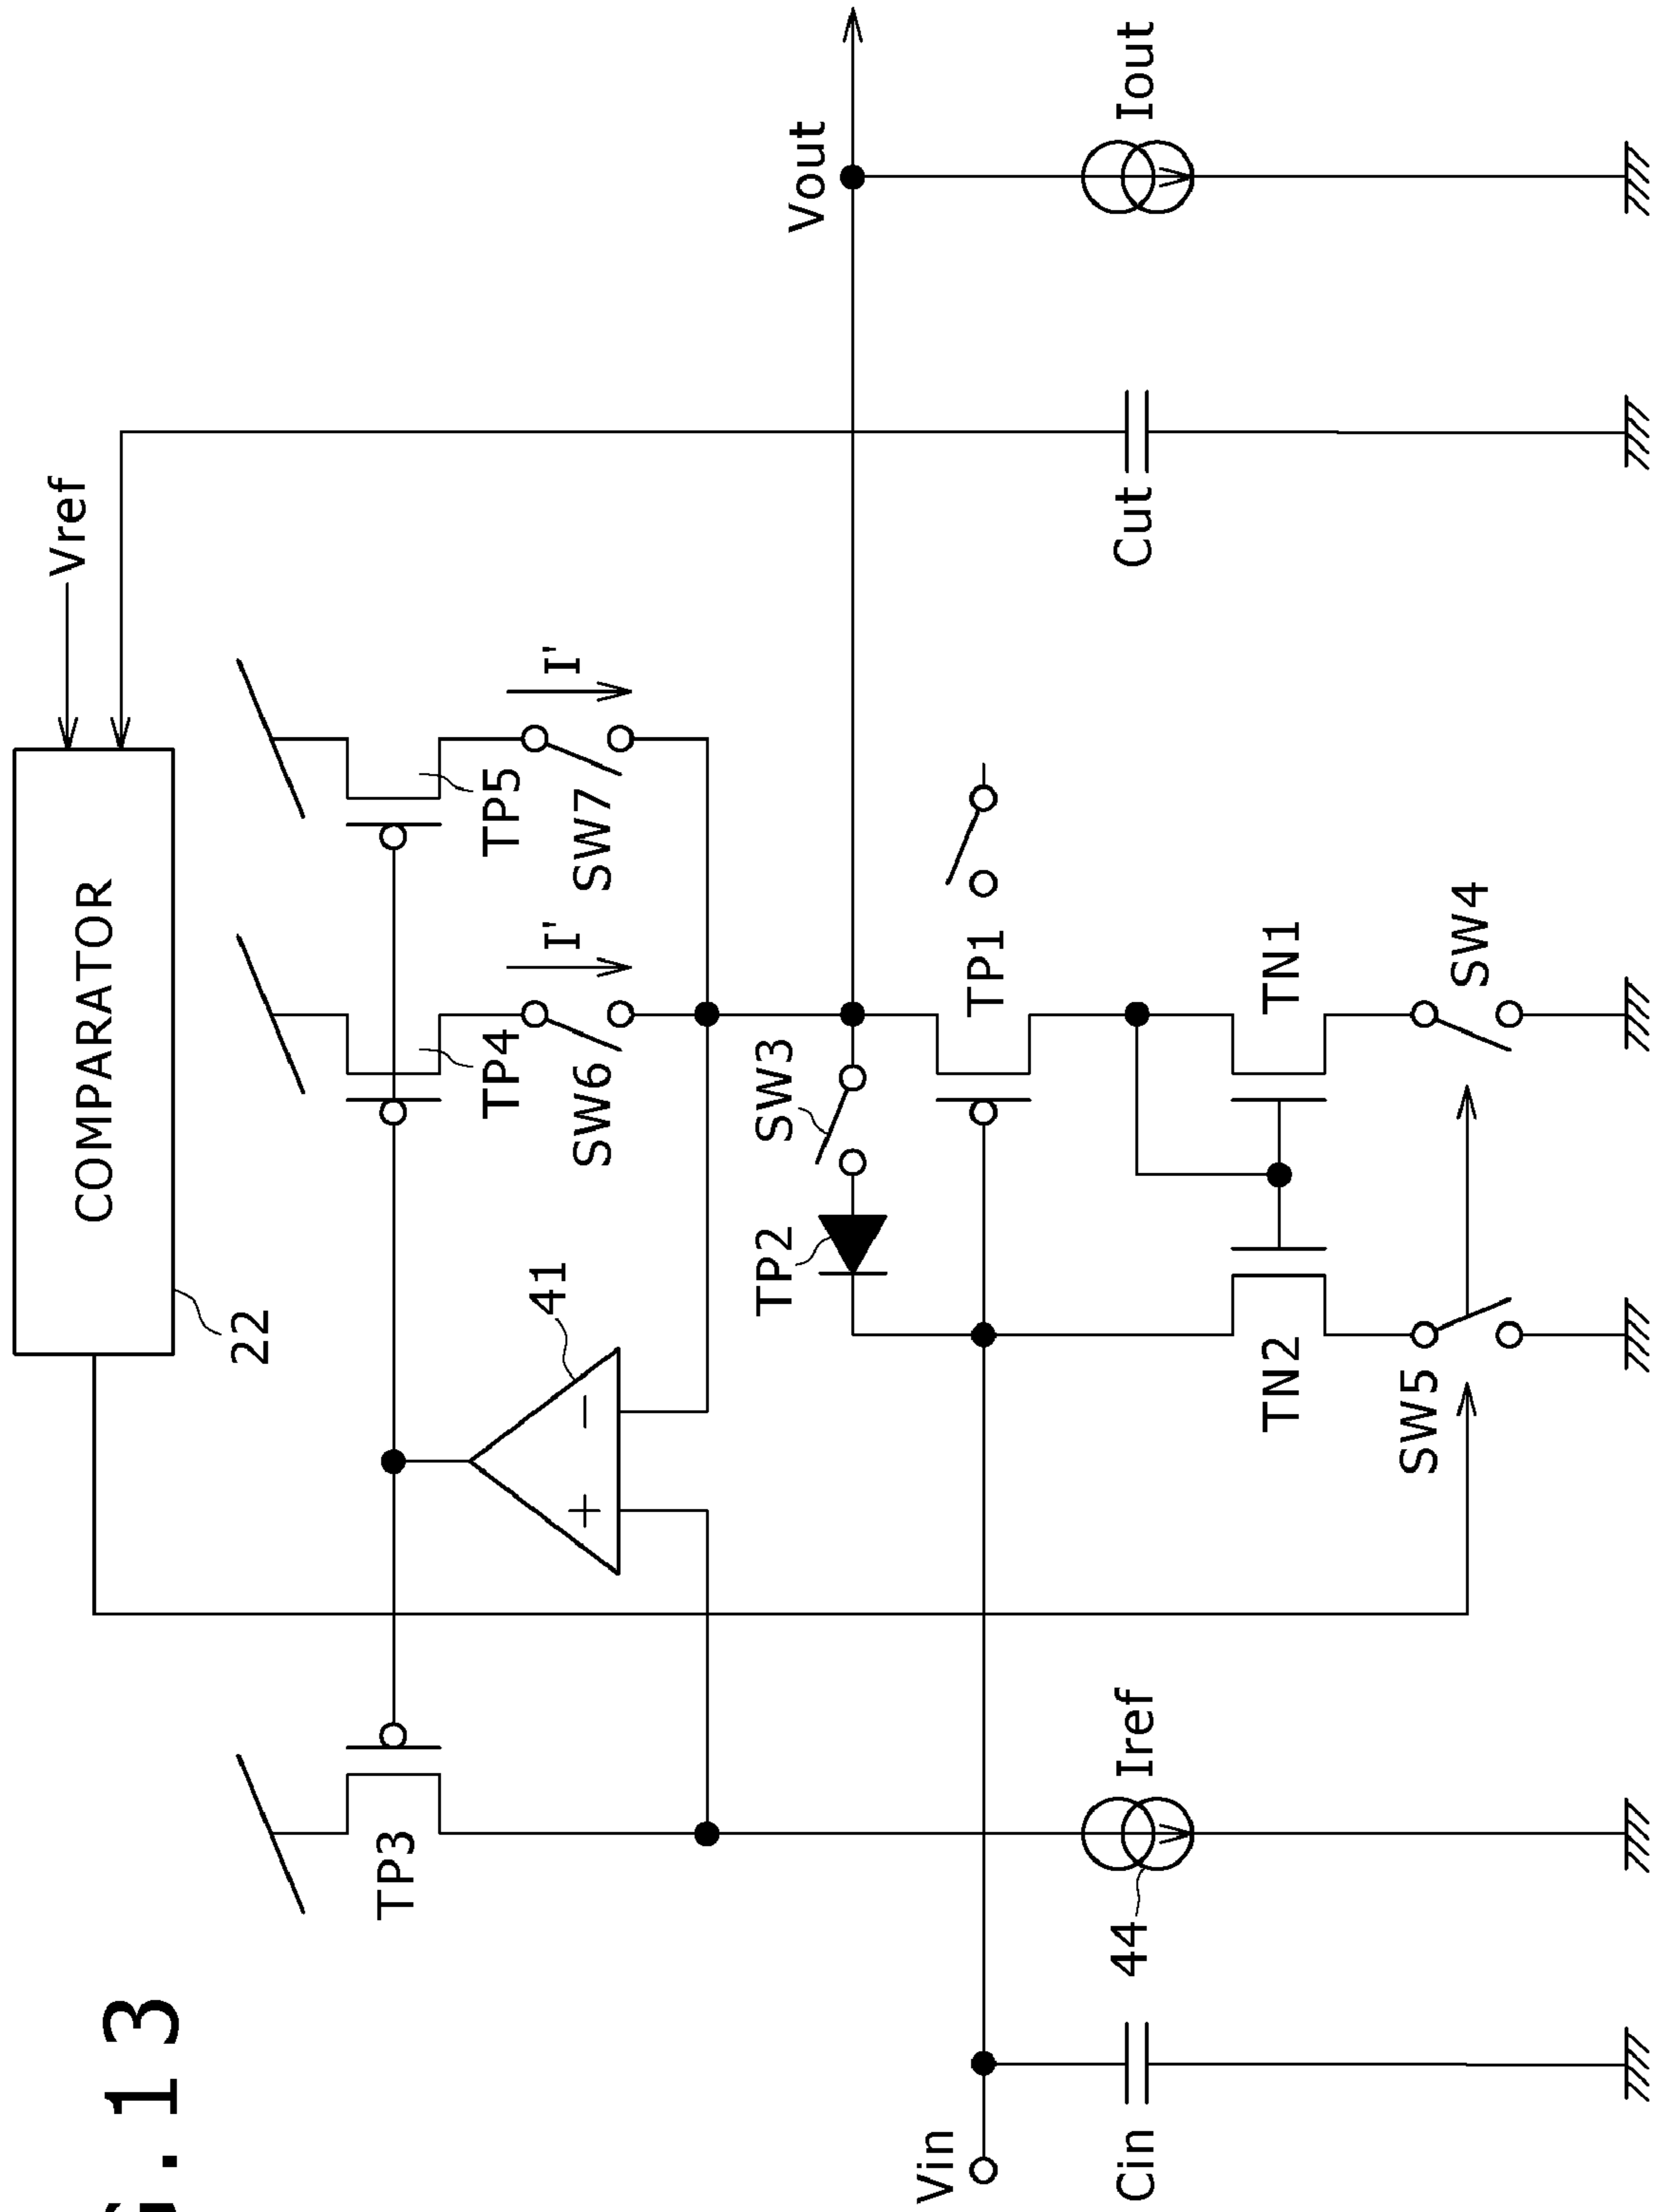 .13
COMPARATOR
22
Vref
TP3
TP4
TP5
I'
I'
SW6
SW7
41
Vout
SW3
TP2
TP1
Vin
Cin
44
Iref
TN2
TN1
SW5
SW4
Cut
Iout